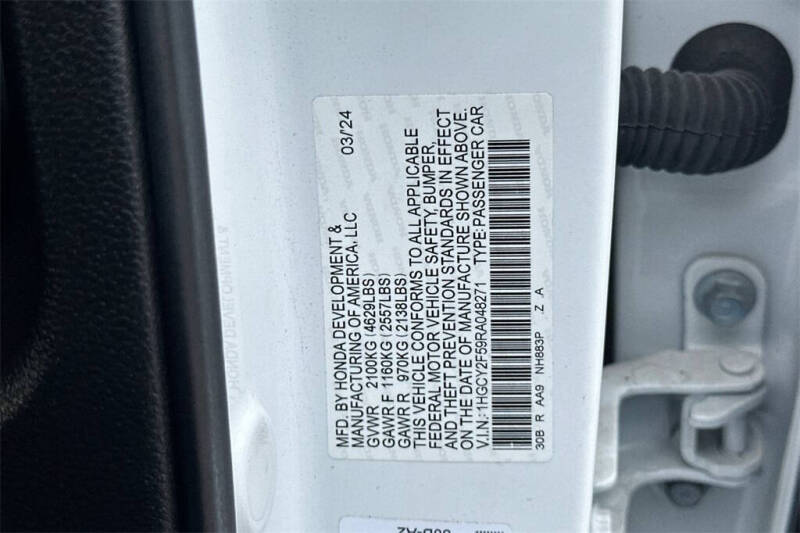 03/'24
MFD. BY HONDA DEVELOPMENT &
MANUFACTURING OF AMERICA, LLC
GVWR 2100KG (4629LBS)
GAWR F 1160KG (2557LBS)
GAWR R 970KG (2138LBS)
THIS VEHICLE CONFORMS TO ALL APPLICABLE
FEDERAL MOTOR VEHICLE SAFETY, BUMPER,
AND THEFT PREVENTION STANDARDS IN EFFECT
ON THE DATE OF MANUFACTURE SHOWN ABOVE.
V.I.N.: 1HGCY2F59RA048271 TYPE: PASSENGER CAR
30B R AA9 NH883P .Z A
HONDA DEVELOPMENT &